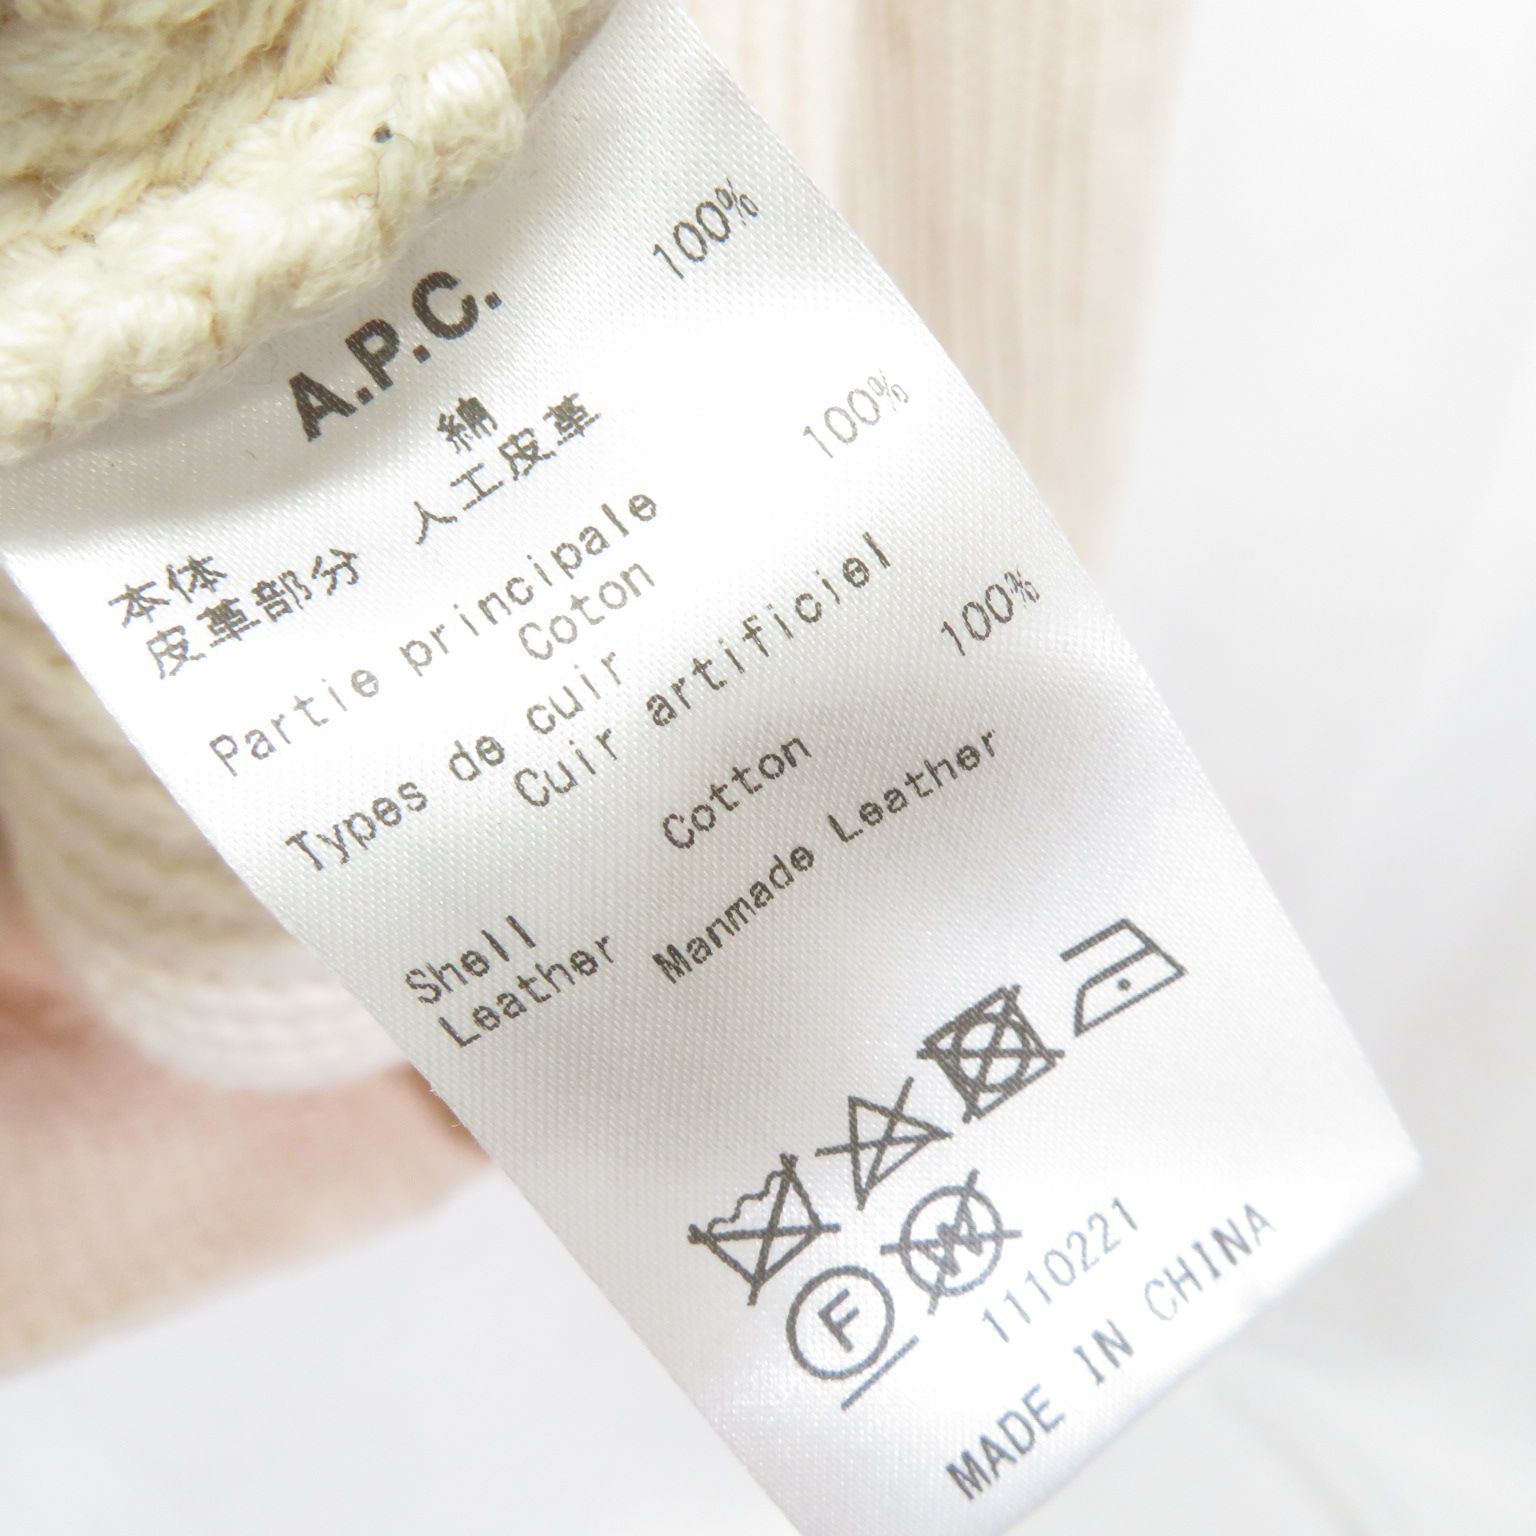 A.P.C.
本体 綿 100%
皮革部分 人工皮革
Partie principale
Coton 100%
Types de cuir
Cuir artificiel
Shell Cotton 100%
Leather Manmade Leather
F W
1110221
MADE IN CHINA